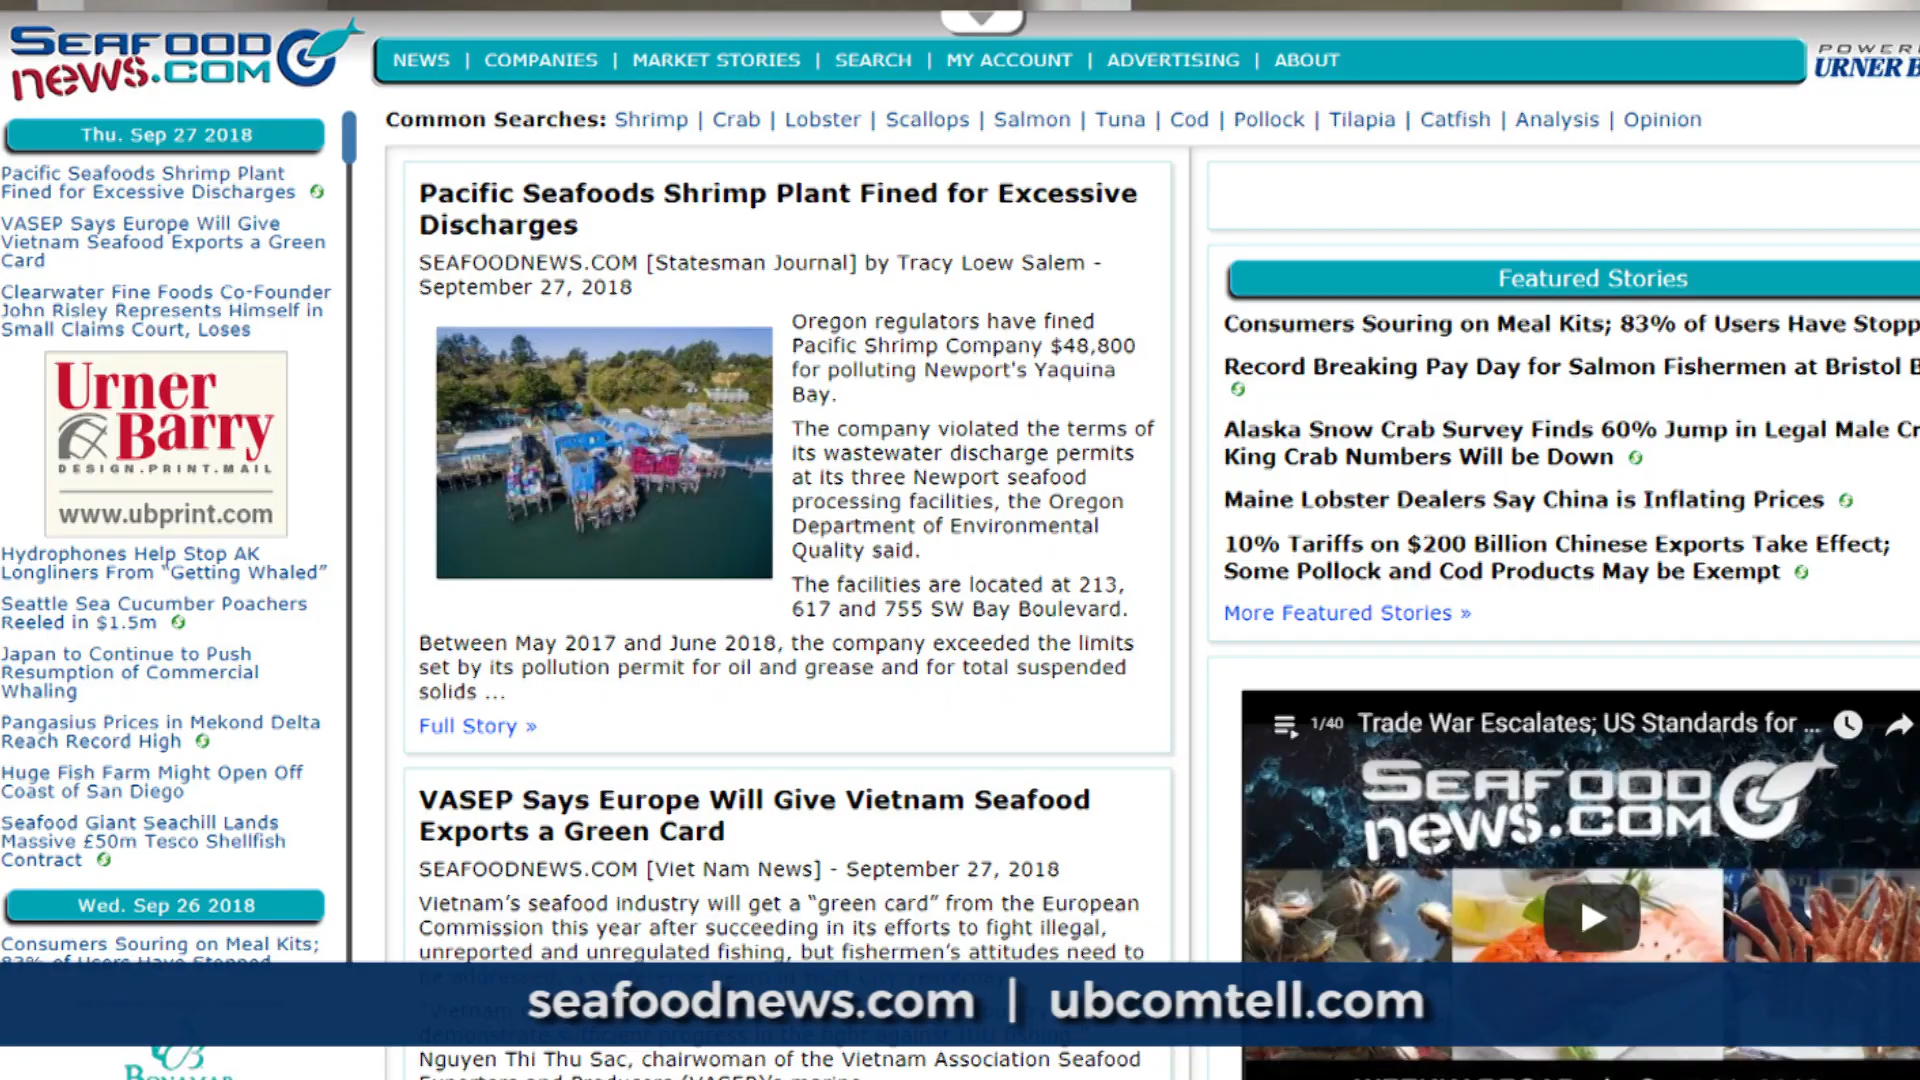 SEAFOOD
news.COM
NEWS | COMPANIES | MARKET STORIES | SEARCH | MY ACCOUNT | ADVERTISING | ABOUT
Common Searches: Shrimp | Crab | Lobster | Scallops | Salmon | Tuna | Cod | Pollock | Tilapia | Catfish | Analysis | Opinion
Thu. Sep 27 2018
Pacific Seafoods Shrimp Plant
Fined for Excessive Discharges
VASEP Says Europe Will Give
Vietnam Seafood Exports a Green
Card
Clearwater Fine Foods Co-Founder
John Risley Represents Himself in
Small Claims Court, Loses
Urner
Barry
DESIGN.PRINT.MAIL
www.ubprint.com
Hydrophones Help Stop AK
Longliners From “Getting Whaled”
Seattle Sea Cucumber Poachers
Reeled in $1.5m
Japan to Continue to Push
Resumption of Commercial
Whaling
Pangasius Prices in Mekond Delta
Reach Record High
Huge Fish Farm Might Open Off
Coast of San Diego
Seafood Giant Seachill Lands
Massive £50m Tesco Shellfish
Contract
Wed. Sep 26 2018
Consumers Souring on Meal Kits;
83% of Users Have Stopped
Pacific Seafoods Shrimp Plant Fined for Excessive
Discharges
SEAFOODNEWS.COM [Statesman Journal] by Tracy Loew Salem -
September 27, 2018
Oregon regulators have fined
Pacific Shrimp Company $48,800
for polluting Newport's Yaquina
Bay.
The company violated the terms of
its wastewater discharge permits
at its three Newport seafood
processing facilities, the Oregon
Department of Environmental
Quality said.
The facilities are located at 213,
617 and 755 SW Bay Boulevard.
Between May 2017 and June 2018, the company exceeded the limits
set by its pollution permit for oil and grease and for total suspended
solids ...
Full Story »
VASEP Says Europe Will Give Vietnam Seafood
Exports a Green Card
SEAFOODNEWS.COM [Viet Nam News] - September 27, 2018
Vietnam’s seafood industry will get a “green card” from the European
Commission this year after succeeding in its efforts to fight illegal,
unreported and unregulated fishing, but fishermen’s attitudes need to
Nguyen Thi Thu Sac, chairwoman of the Vietnam Association Seafood
Featured Stories
Consumers Souring on Meal Kits; 83% of Users Have Stopp
Record Breaking Pay Day for Salmon Fishermen at Bristol B
Alaska Snow Crab Survey Finds 60% Jump in Legal Male Cr
King Crab Numbers Will be Down
Maine Lobster Dealers Say China is Inflating Prices
10% Tariffs on $200 Billion Chinese Exports Take Effect;
Some Pollock and Cod Products May be Exempt
More Featured Stories »
1/40 Trade War Escalates; US Standards for ...
SEAFOOD
news.COM
seafoodnews.com | ubcomtell.com